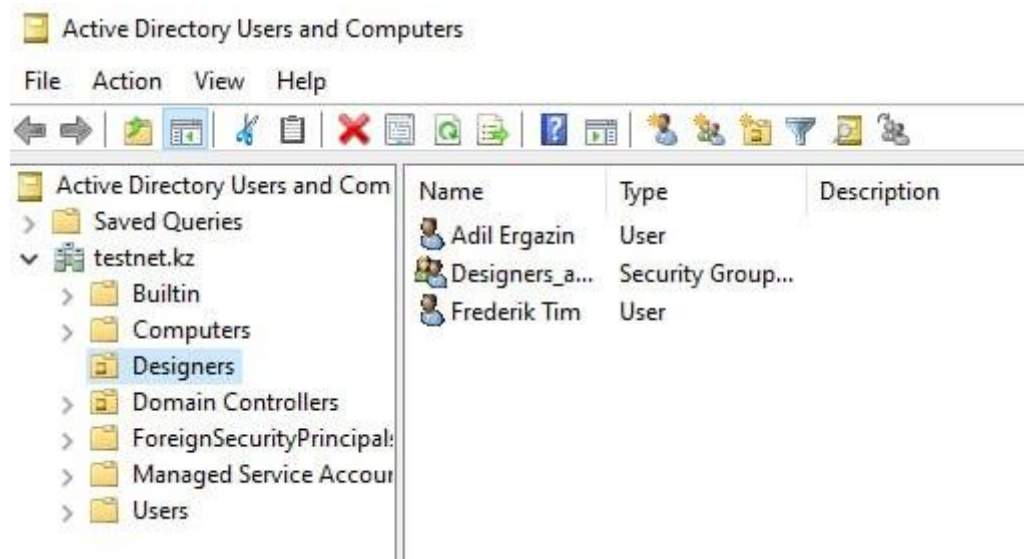 Active Directory Users and Computers
File Action View Help
Active Directory Users and Com
Saved Queries
testnet.kz
Builtin
Computers
Designers
Domain Controllers
ForeignSecurityPrincipals
Managed Service Accour
Users
Name Type Description
Adil Ergazin User
Designers_a... Security Group...
Frederik Tim User